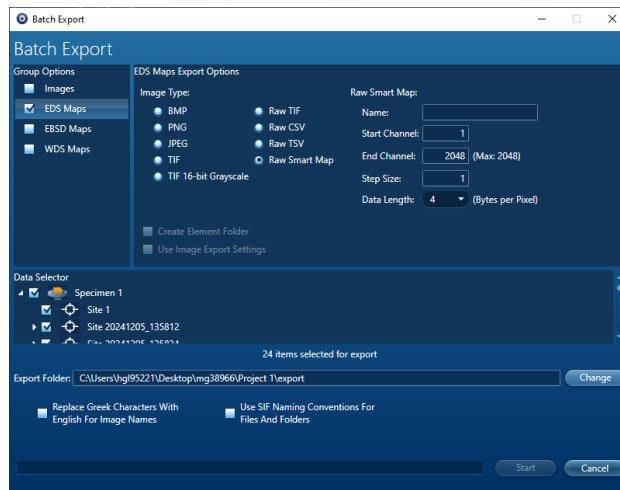 Batch Export
Batch Export
Group Options
Images
EDS Maps
EBSD Maps
WDS Maps
EDS Maps Export Options
Image Type:
BMP
PNG
JPEG
TIF
TIF 16-bit Grayscale
Raw TIF
Raw CSV
Raw TSV
Raw Smart Map
Raw Smart Map:
Name:
Start Channel: 1
End Channel: 2048 (Max: 2048)
Step Size: 1
Data Length: 4 (Bytes per Pixel)
Create Element Folder
Use Image Export Settings
Data Selector
Specimen 1
Site 1
Site 20241205_135812
Site 20241205_135824
24 items selected for export
Export Folder: C:\Users\hgl95221\Desktop\mg38966\Project 1\export
Change
Replace Greek Characters With
English For Image Names
Use SIF Naming Conventions For
Files And Folders
Start
Cancel